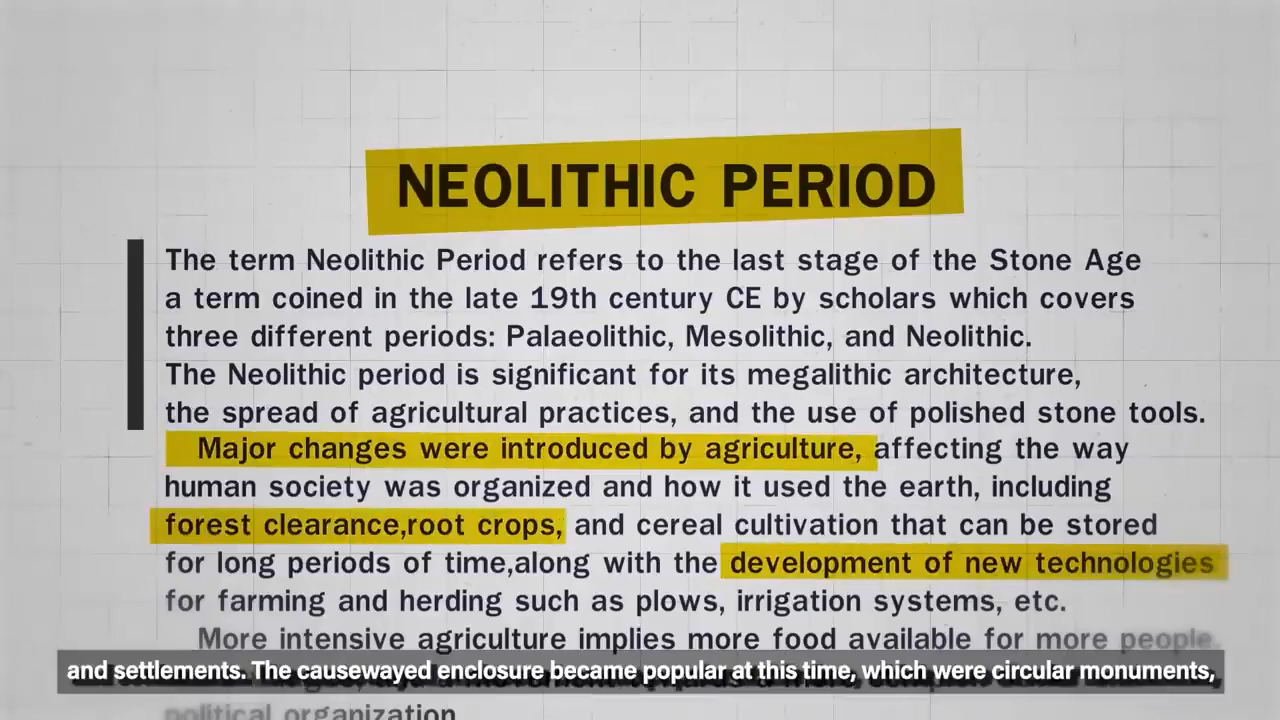 NEOLITHIC PERIOD
The term Neolithic Period refers to the last stage of the Stone Age
a term coined in the late 19th century CE by scholars which covers
three different periods: Palaeolithic, Mesolithic, and Neolithic.
The Neolithic period is significant for its megalithic architecture,
the spread of agricultural practices, and the use of polished stone tools.
Major changes were introduced by agriculture, affecting the way
human society was organized and how it used the earth, including
forest clearance,root crops, and cereal cultivation that can be stored
for long periods of time,along with the development of new technologies
for farming and herding such as plows, irrigation systems, etc.
More intensive agriculture implies more food available for more people
and settlements. The causewayed enclosure became popular at this time, which were circular monuments,
political organization